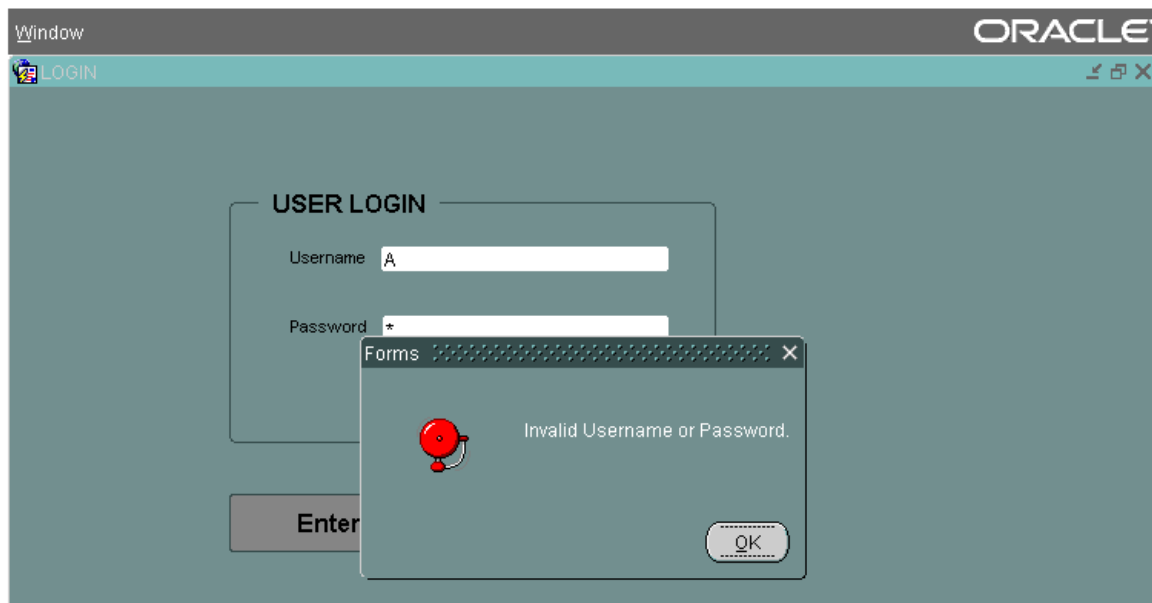 Window
ORACLE
LOGIN
USER LOGIN
Username A
Password *
Forms
Invalid Username or Password.
Enter
OK